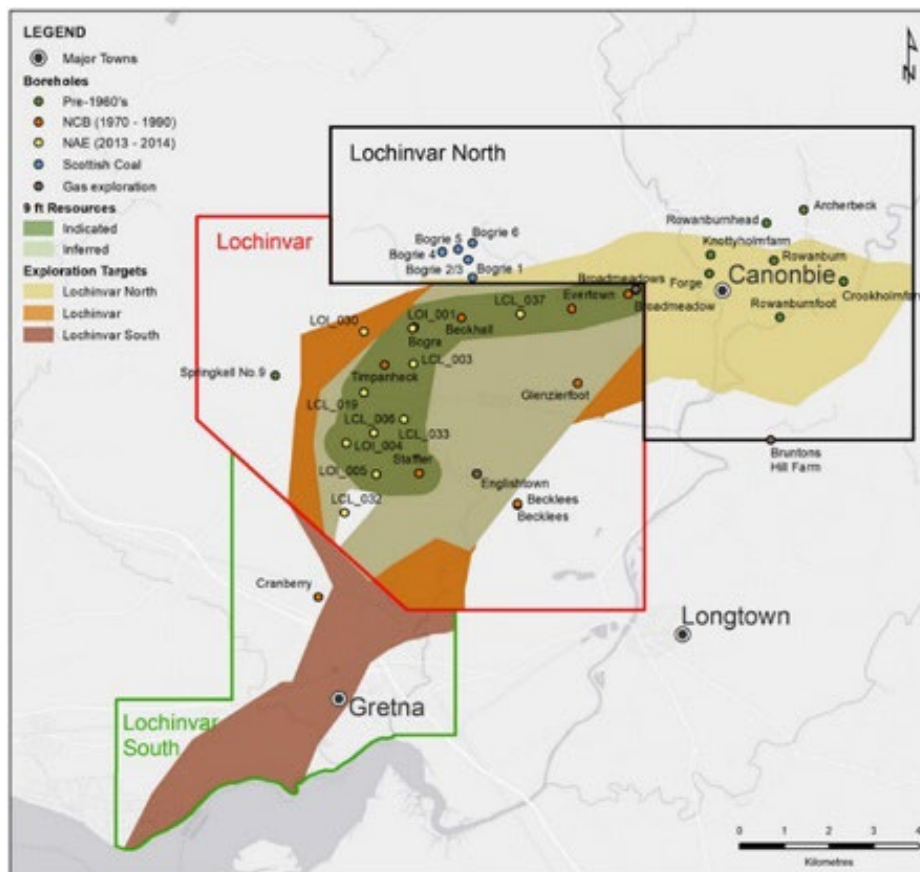 LEGEND
Major Towns
Boreholes
Pre-1960's
NCB (1970 - 1990)
NAE (2013 - 2014)
Scottish Coal
Gas exploration
9 ft Resources
Indicated
Inferred
Exploration Targets
Lochinvar North
Lochinvar
Lochinvar South
N
Lochinvar North
Archerbeck
Rowanburnhead
Lochinvar
Bogrie 6
Bogrie 5
Bogrie 4
Knottyholmfarm
Rowanburn
Bogrie 2/3
Bogrie 1
Broadmeadows
Forge
Canonbie
Crookholmfarm
LCL_037
Evertown
Broadmeadow
Rowanburnfoot
LOI_030
LOI_001
Beckhall
Bogra
LCL_003
Springkell No.9
Timpanheck
Glenzierfoot
LCL_019
LCL_006
LCL_033
LOI_004
Bruntons
Hill Farm
LOI_005
Staffler
Englishtown
LCL_032
Becklees
Becklees
Cranberry
Longtown
Gretna
Lochinvar
South
0 1 2 3 4
Kilometres